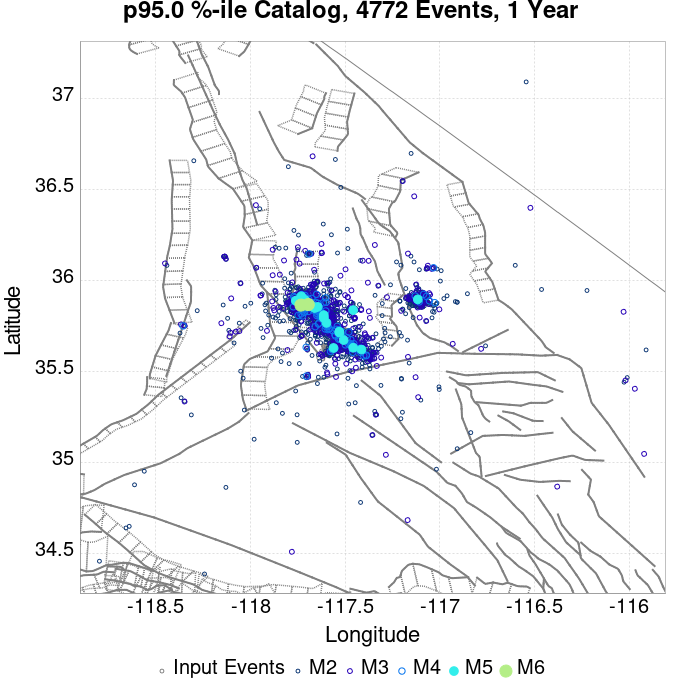 p95.0 %-ile Catalog, 4772 Events, 1 Year
37
36.5
36
35.5
35
34.5
Latitude
-118.5 -118 -117.5 -117 -116.5 -116
Longitude
Input Events M2 M3 M4 M5 M6